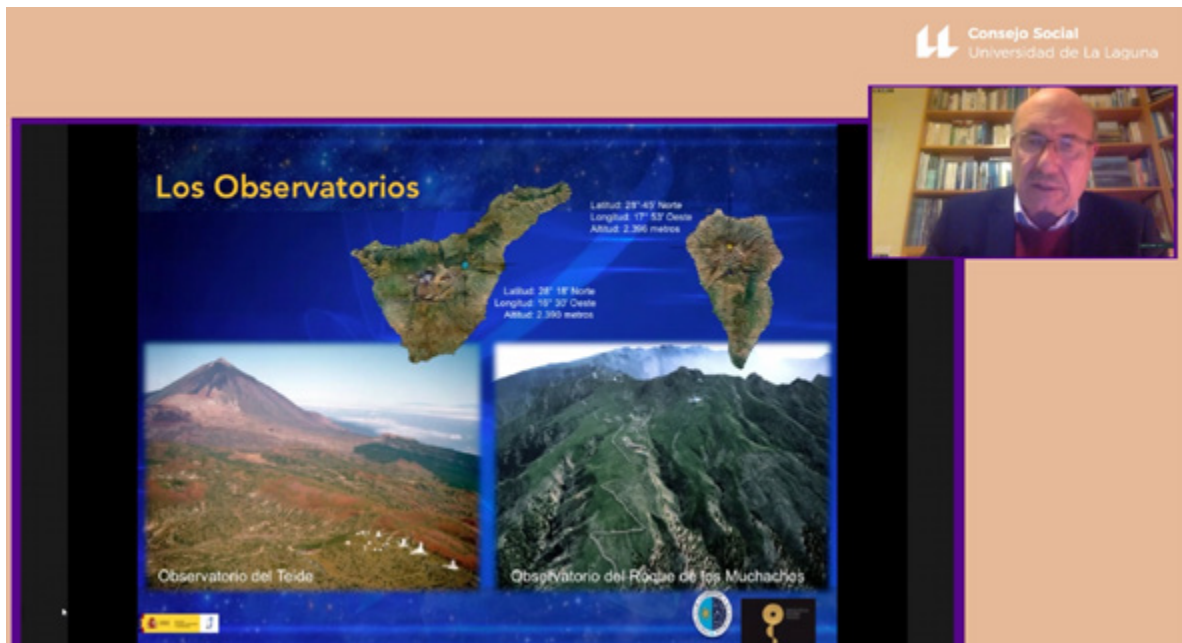 Consejo Social
Universidad de La Laguna
Los Observatorios
Latitud: 28° 45' Norte
Longitud: 17° 53' Oeste
Altitud: 2.396 metros
Latitud: 28° 18' Norte
Longitud: 16° 30' Oeste
Altitud: 2.390 metros
Observatorio del Teide
Observatorio del Roque de los Muchachos